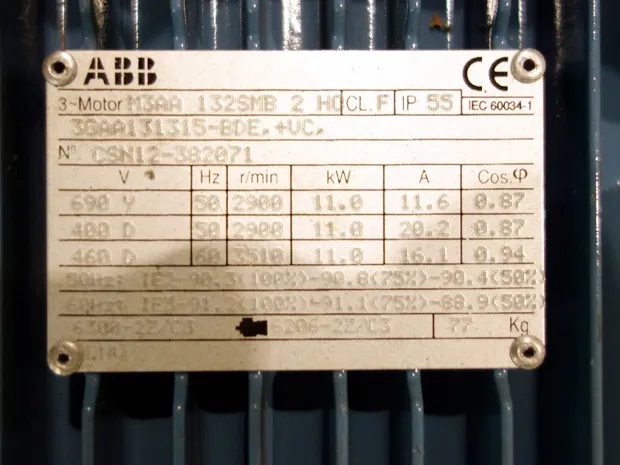 ABB CE
3~Motor M3AA 132SMB 2 HO CL. F IP 55 IEC 60034-1
3GAA131315-BDE,+VC,
Nº CSN12-382071
V Hz r/min kW A Cos.φ
690 Y 50 2900 11.0 11.6 0.87
400 D 50 2900 11.0 20.2 0.87
460 D 60 3510 11.0 16.1 0.94
50Hz: IE2-90.3(100%)-90.8(75%)-90.4(50%)
60Hz: IE2-91.2(100%)-91.1(75%)-88.9(50%)
6308-2Z/C3 6206-2Z/C3 77 Kg